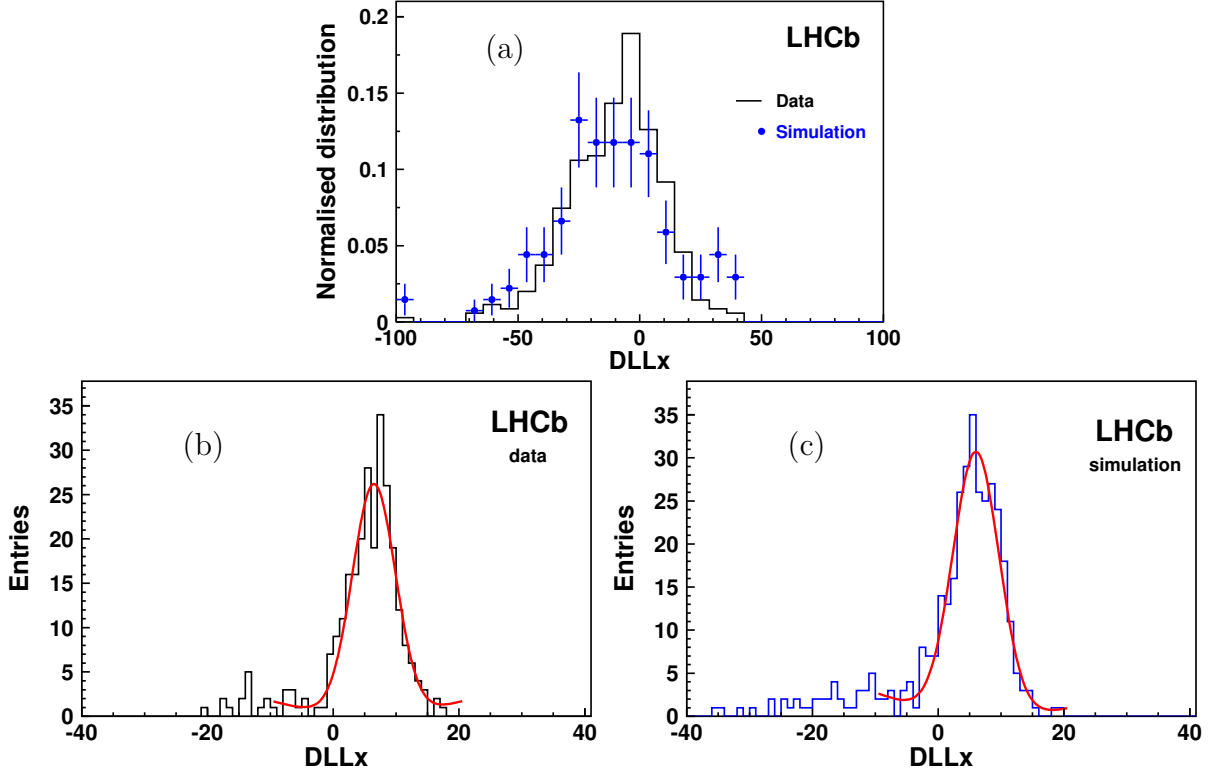 0.2
(a)
LHCb
Normalised distribution
0.15
Data
Simulation
0.1
0.05
0
-100 -50 0 50 100
DLLx
35
(b)
LHCb
data
30
25
Entries
20
15
10
5
0
-40 -20 0 20 40
DLLx
35
(c)
LHCb
simulation
30
25
Entries
20
15
10
5
0
-40 -20 0 20 40
DLLx